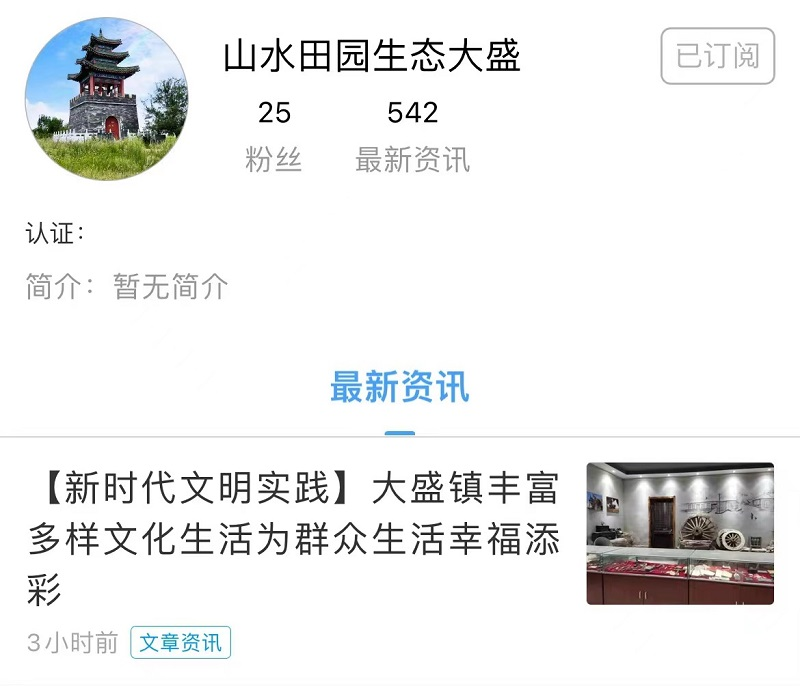 山水田园生态大盛
已订阅
25
542
粉丝
最新资讯
认证：
简介：暂无简介
最新资讯
【新时代文明实践】大盛镇丰富
多样文化生活为群众生活幸福添
彩
3小时前
文章资讯